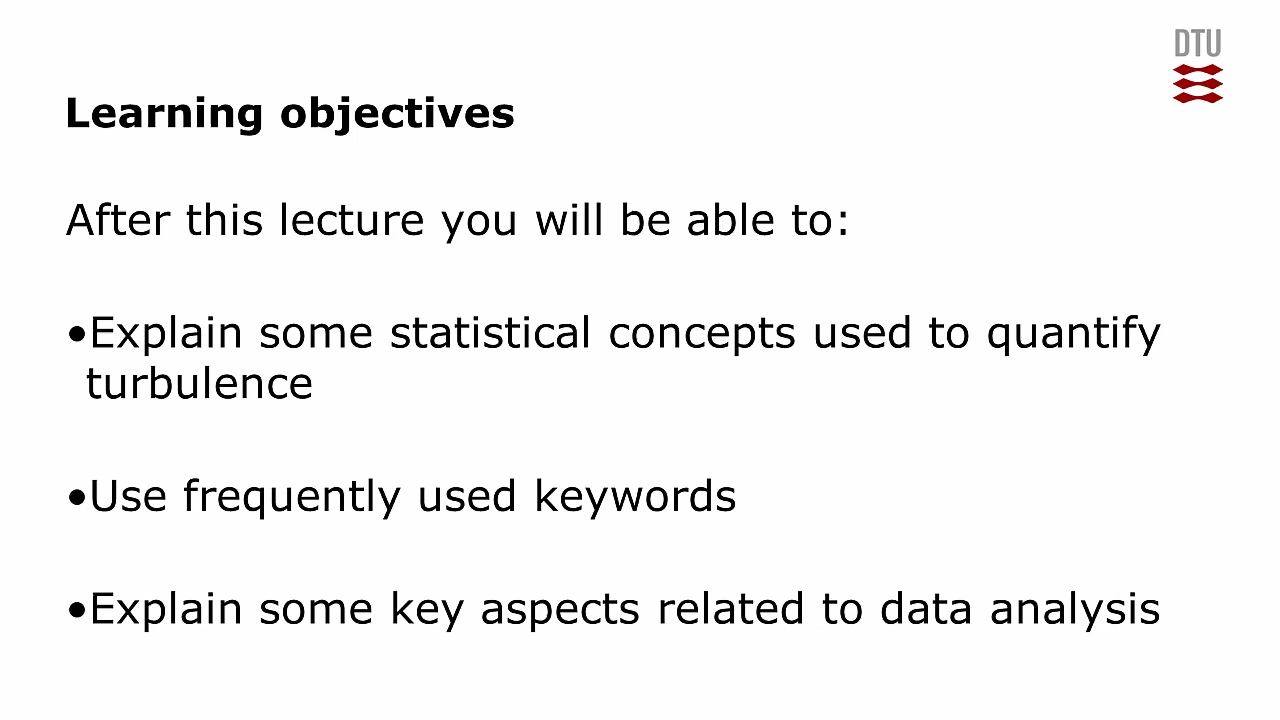 DTU
Learning objectives
After this lecture you will be able to:
•Explain some statistical concepts used to quantify
turbulence
•Use frequently used keywords
•Explain some key aspects related to data analysis